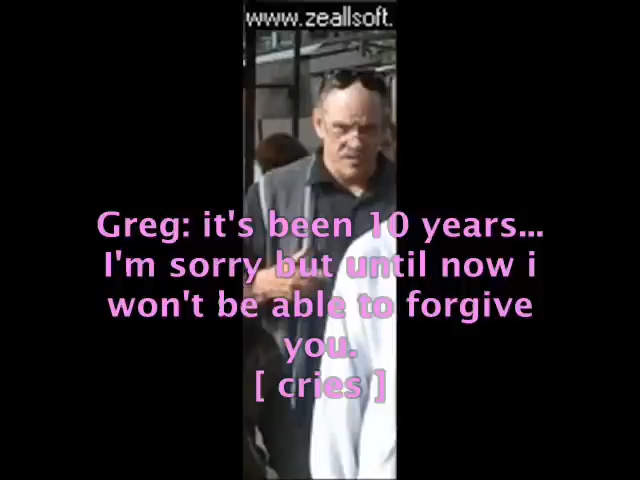 www.zeallsoft.
Greg: it's been 10 years...
I'm sorry but until now i
won't be able to forgive
you.
[ cries ]